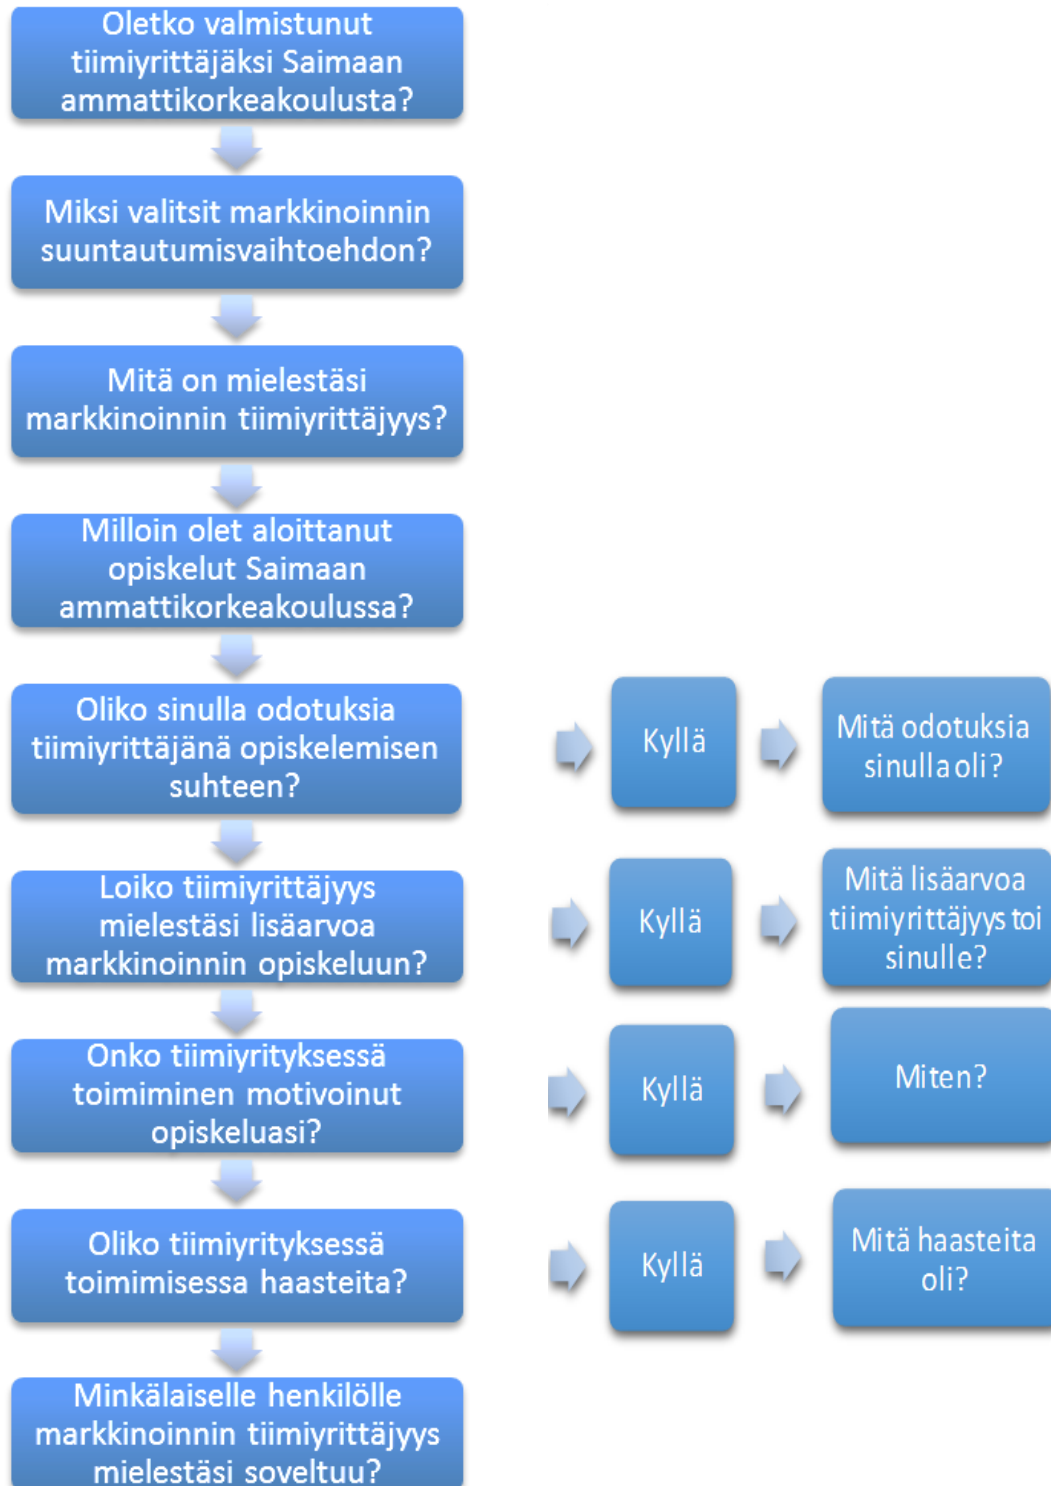 Oletko valmistunut
tiimiyrittäjäksi Saimaan
ammattikorkeakoulusta?
Miksi valitsit markkinoinnin
suuntautumisvaihtoehdon?
Mitä on mielestäsi
markkinoinnin tiimiyrittäjyys?
Milloin olet aloittanut
opiskelut Saimaan
ammattikorkeakoulussa?
Oliko sinulla odotuksia
tiimiyrittäjänä opiskelemisen
suhteen?
Kyllä
Mitä odotuksia
sinulla oli?
Loiko tiimiyrittäjyys
mielestäsi lisäarvoa
markkinoinnin opiskeluun?
Kyllä
Mitä lisäarvoa
tiimiyrittäjyys toi
sinulle?
Onko tiimiyrityksessä
toimiminen motivoinut
opiskeluasi?
Kyllä
Miten?
Oliko tiimiyrityksessä
toimimisessa haasteita?
Kyllä
Mitä haasteita
oli?
Minkälaiselle henkilölle
markkinoinnin tiimiyrittäjyys
mielestäsi soveltuu?